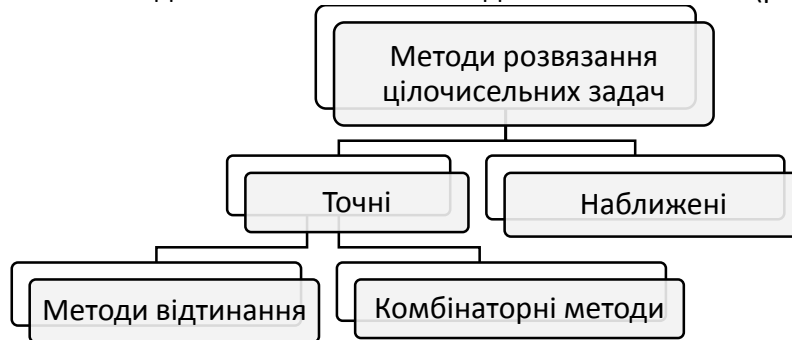 Методи розвязання
цілочисельних задач
Точні
Наближені
Методи відтинання
Комбінаторні методи